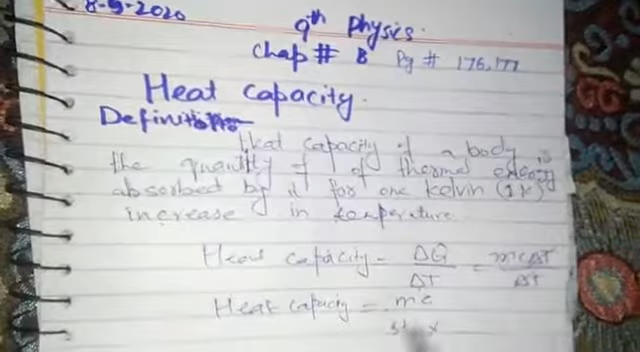 8-9-2020
9th Physics.
Chap # 8 Pg # 176,177
Heat Capacity.
Definition
Heat capacity of a body is
the quantity of thermal energy
absorbed by it for one kelvin (1K)
increase in temperature.
Heat capacity = ΔQ/ΔT = mcΔT/ΔT
Heat capacity = mc